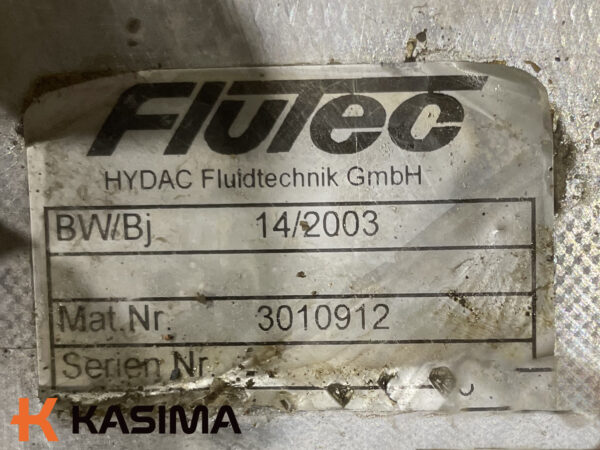 FLUTEC
HYDAC Fluidtechnik GmbH
BW/Bj 14/2003
Mat.Nr. 3010912
Serien Nr.
KASIMA